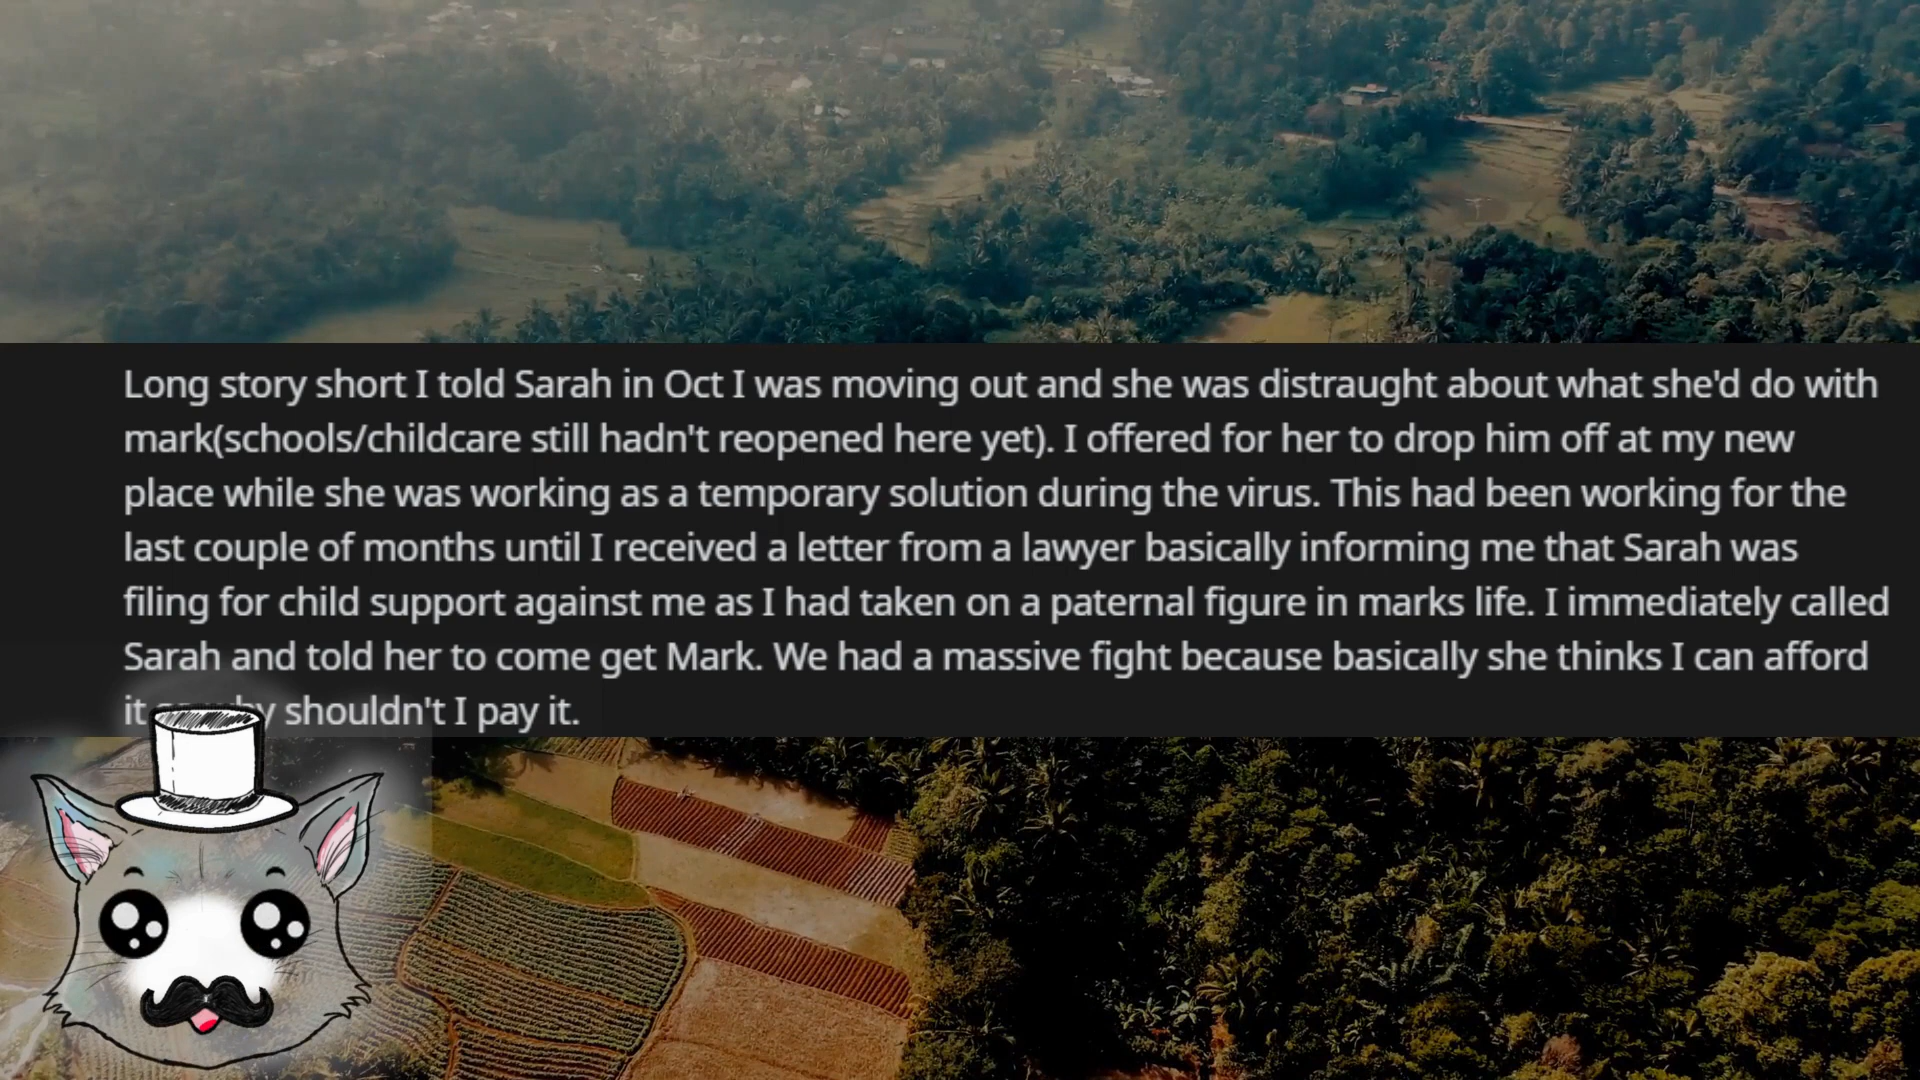 Long story short I told Sarah in Oct I was moving out and she was distraught about what she'd do with
mark(schools/childcare still hadn't reopened here yet). I offered for her to drop him off at my new
place while she was working as a temporary solution during the virus. This had been working for the
last couple of months until I received a letter from a lawyer basically informing me that Sarah was
filing for child support against me as I had taken on a paternal figure in marks life. I immediately called
Sarah and told her to come get Mark. We had a massive fight because basically she thinks I can afford
it shouldn't I pay it.